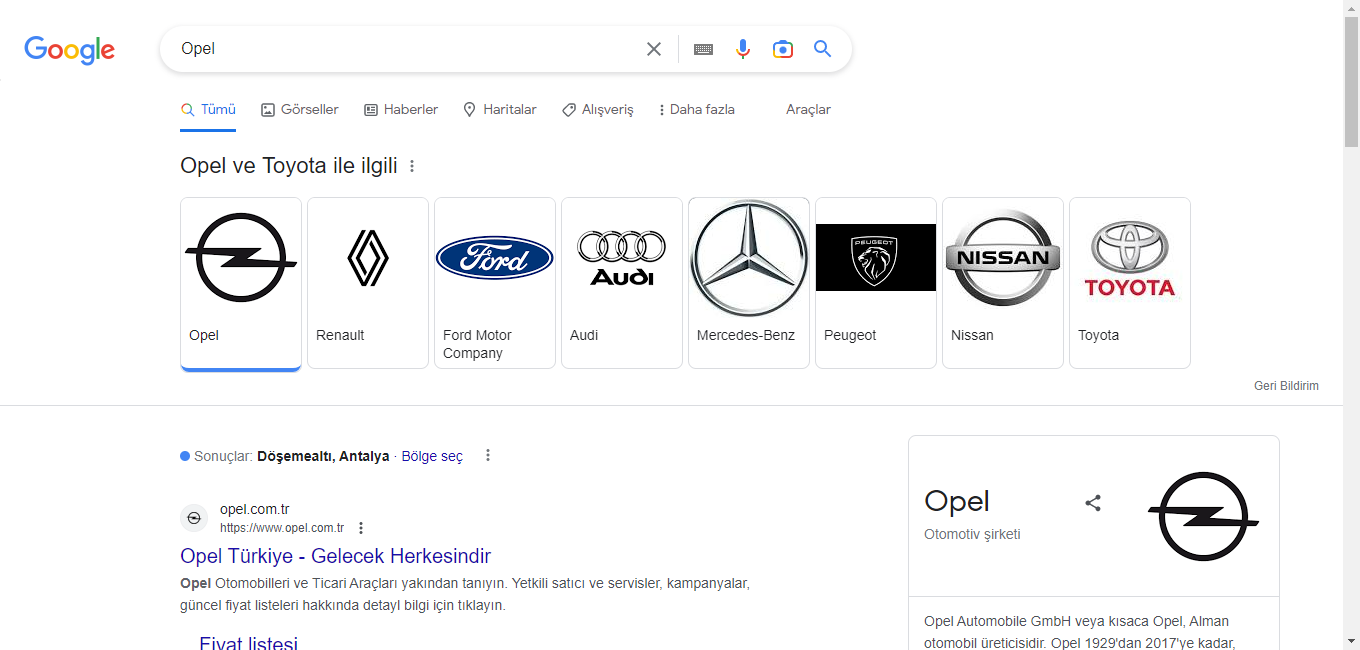 Google
Opel
Tümü
Görseller
Haberler
Haritalar
Alışveriş
Daha fazla
Araçlar
Opel ve Toyota ile ilgili
Opel
Renault
Ford
Ford Motor
Company
Audi
Audi
Mercedes-Benz
PEUGEOT
Peugeot
NISSAN
Nissan
TOYOTA
Toyota
Geri Bildirim
Sonuçlar: Döşemealtı, Antalya · Bölge seç
opel.com.tr
https://www.opel.com.tr
Opel Türkiye - Gelecek Herkesindir
Opel Otomobilleri ve Ticari Araçları yakından tanıyın. Yetkili satıcı ve servisler, kampanyalar,
güncel fiyat listeleri hakkında detayl bilgi için tıklayın.
Fiyat listesi
Opel
Otomotiv şirketi
Opel Automobile GmbH veya kısaca Opel, Alman
otomobil üreticisidir. Opel 1929'dan 2017'ye kadar,